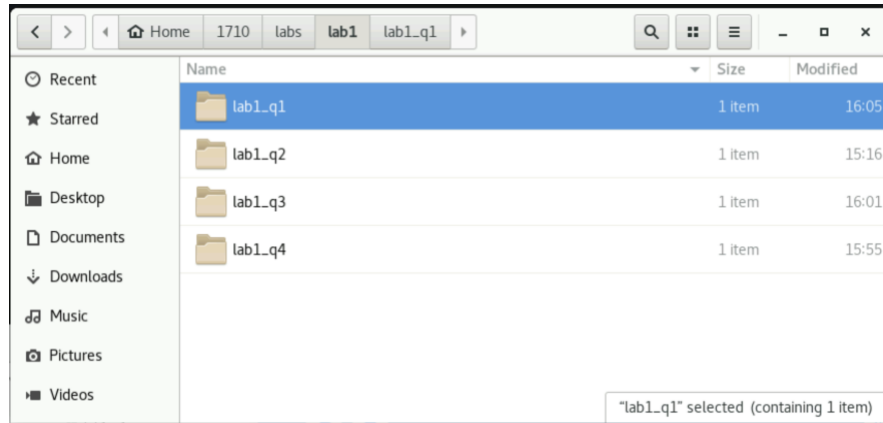 Home 1710 labs lab1 lab1_q1
Name Size Modified
Recent
Starred
Home
Desktop
Documents
Downloads
Music
Pictures
Videos
lab1_q1 1 item 16:05
lab1_q2 1 item 15:16
lab1_q3 1 item 16:01
lab1_q4 1 item 15:55
"lab1_q1" selected (containing 1 item)